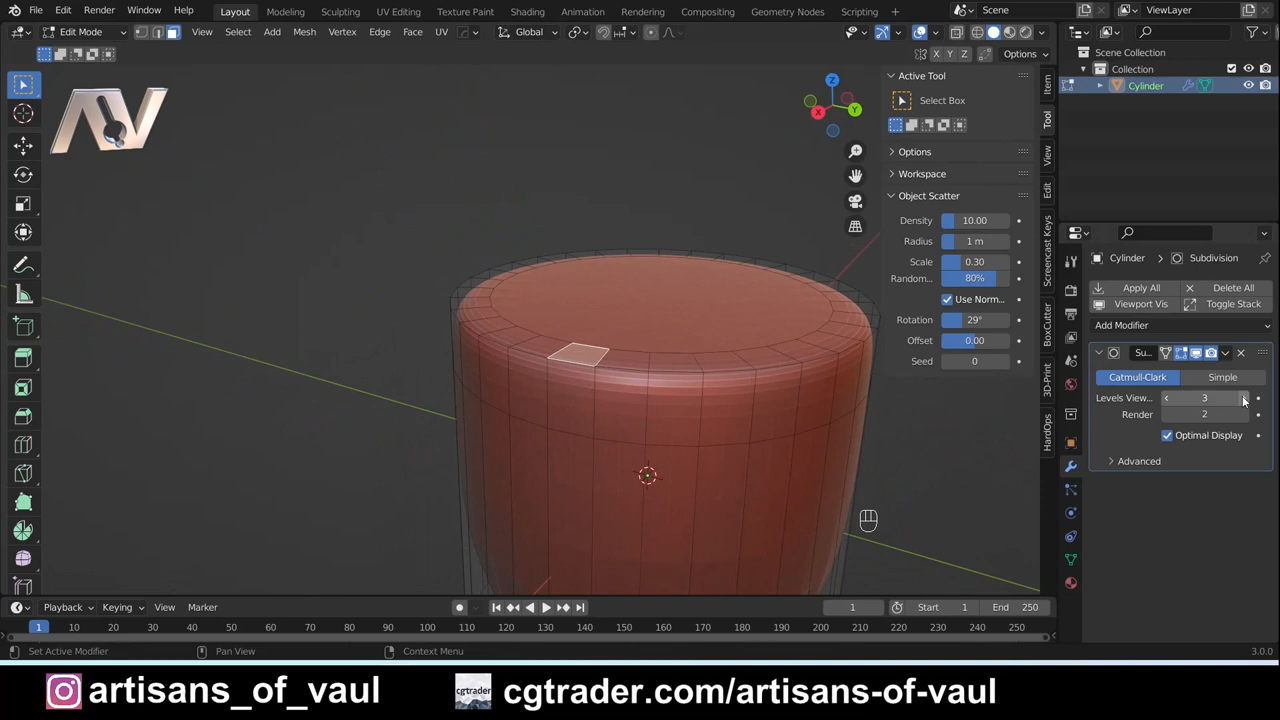 File Edit Render Window Help Layout Modeling Sculpting UV Editing Texture Paint Shading Animation Rendering Compositing Geometry Nodes Scripting + Scene ViewLayer
Edit Mode View Select Add Mesh Vertex Edge Face UV Global
X Y Z Options
Scene Collection
Collection
Cylinder
Active Tool
Select Box
Options
Workspace
Object Scatter
Density 10.00
Radius 1 m
Scale 0.30
Random... 80%
Use Norm...
Rotation 29°
Offset 0.00
Seed 0
Z
Y
X
Item
Tool
View
Edit
Screencast Keys
BoxCutter
3D-Print
HardOps
Cylinder > Subdivision
Apply All Delete All
Viewport Vis Toggle Stack
Add Modifier
Su...
Catmull-Clark Simple
Levels View... 3
Render 2
Optimal Display
Advanced
AV
Playback Keying View Marker 1 Start 1 End 250
1 10 20 30 40 50 60 70 80 90 100 110 120 130 140 150 160 170 180 190 200 210 220 230 240 250
Set Active Modifier Pan View Context Menu 3.0.0
artisans_of_vaul cgtrader cgtrader.com/artisans-of-vaul